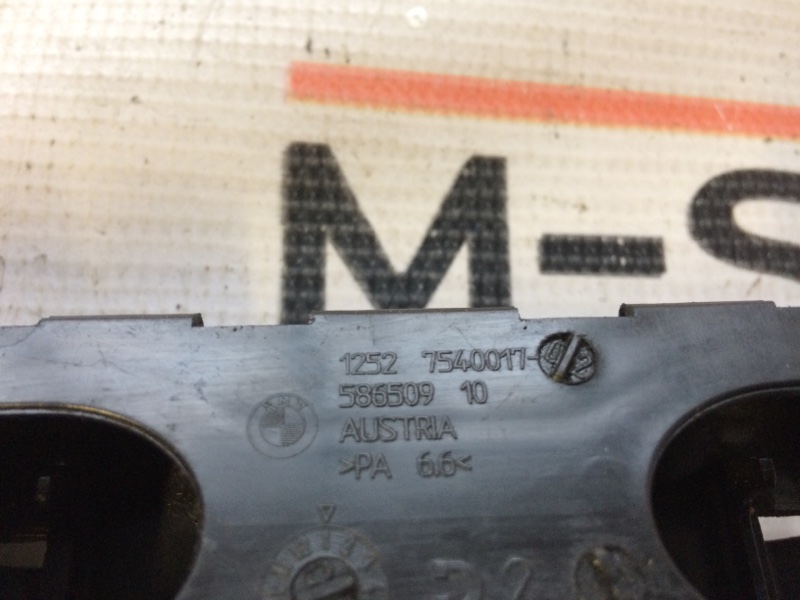 M-S
1252 7540017-
586509 10
AUSTRIA
>PA 6.6<